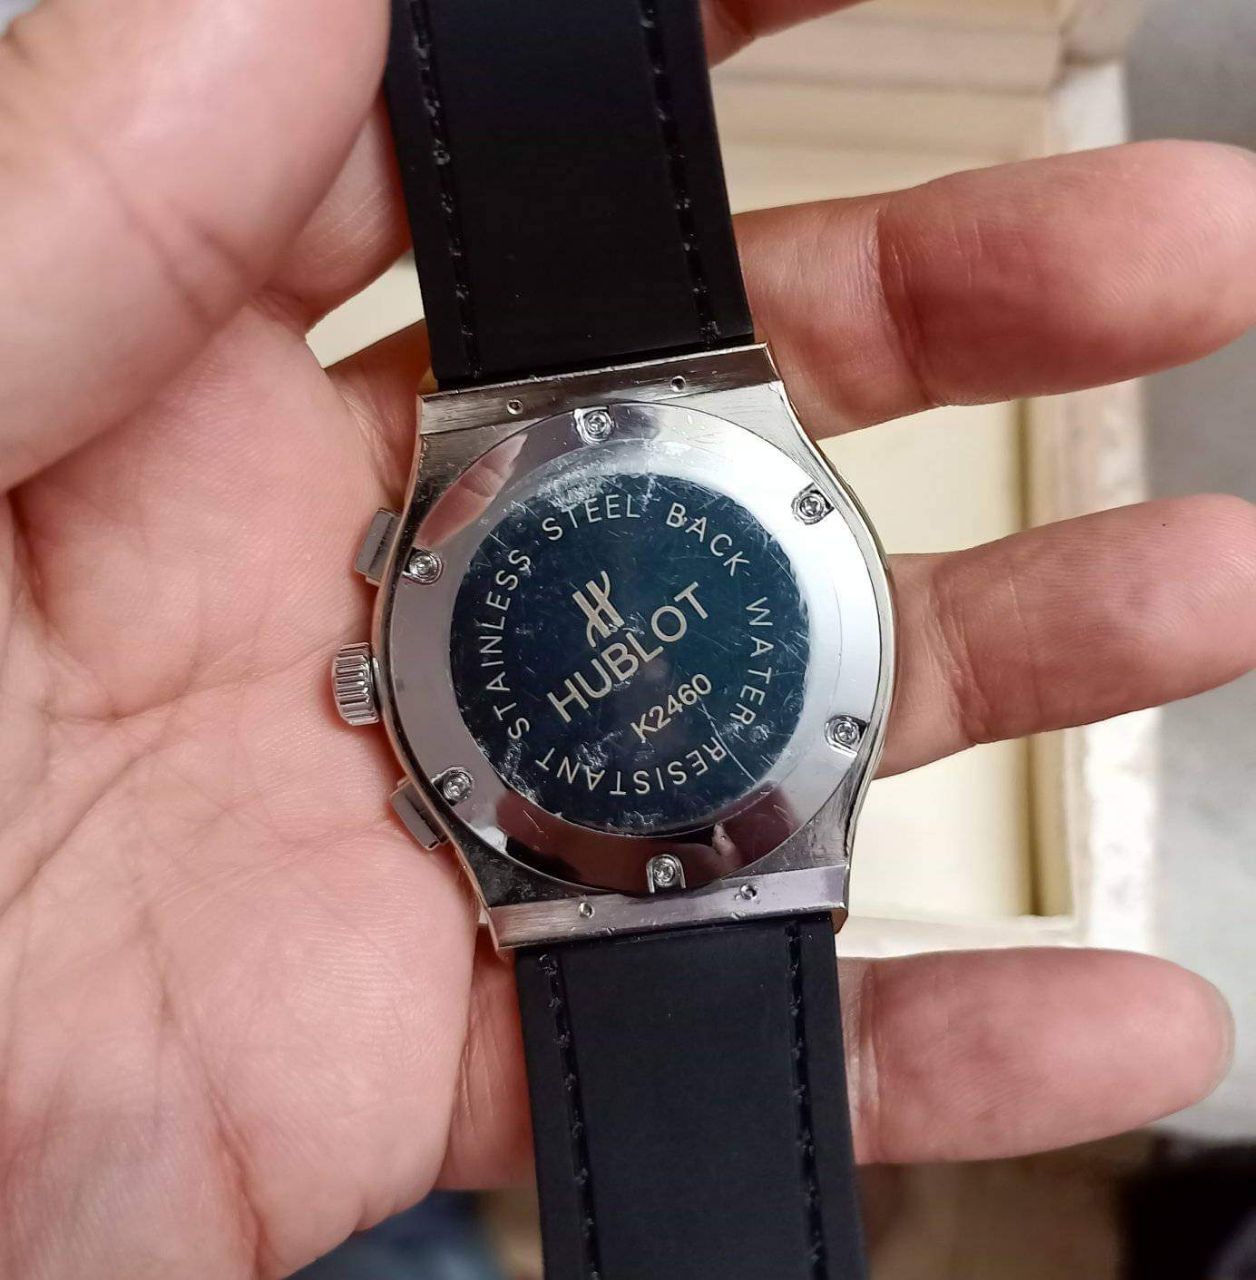 STAINLESS STEEL BACK WATER RESISTANT
HUBLOT
K2460